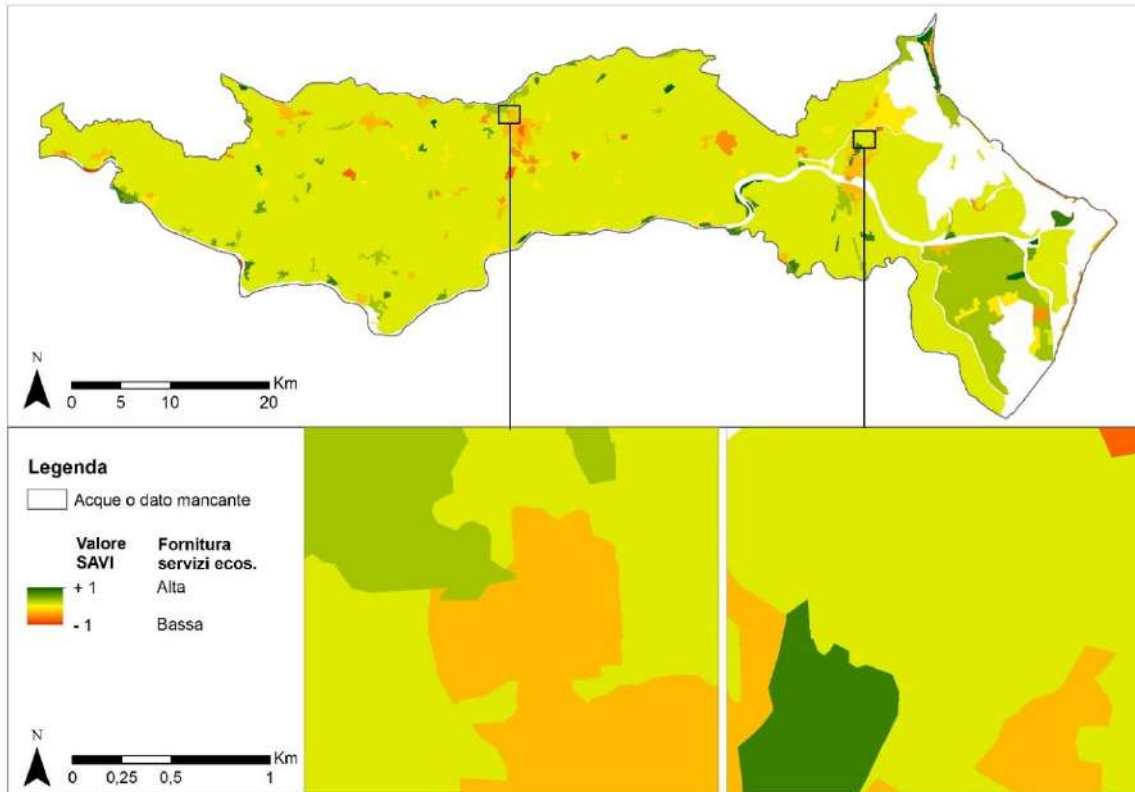 N
Km
0 5 10 20
Legenda
Acque o dato mancante
Valore Fornitura
SAVI servizi ecos.
+ 1 Alta
- 1 Bassa
N
Km
0 0,25 0,5 1